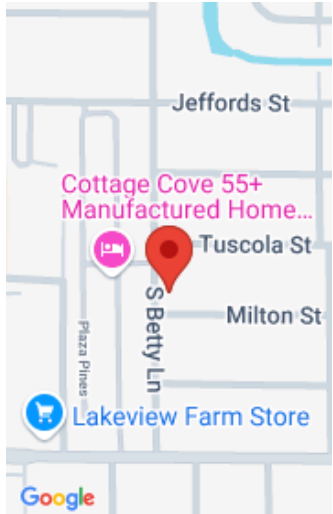 Jeffords St
Cottage Cove 55+
Manufactured Home...
Tuscola St
S Betty Ln
Milton St
Plaza Pines
Lakeview Farm Store
Google